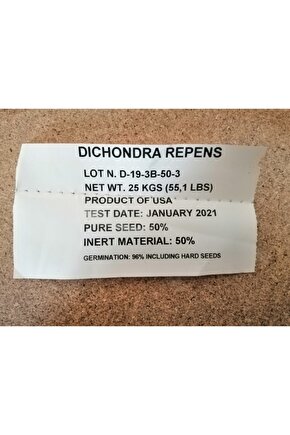 DICHONDRA REPENS
LOT N. D-19-3B-50-3
NET WT. 25 KGS (55,1 LBS)
PRODUCT OF USA
TEST DATE: JANUARY 2021
PURE SEED: 50%
INERT MATERIAL: 50%
GERMINATION: 96% INCLUDING HARD SEEDS